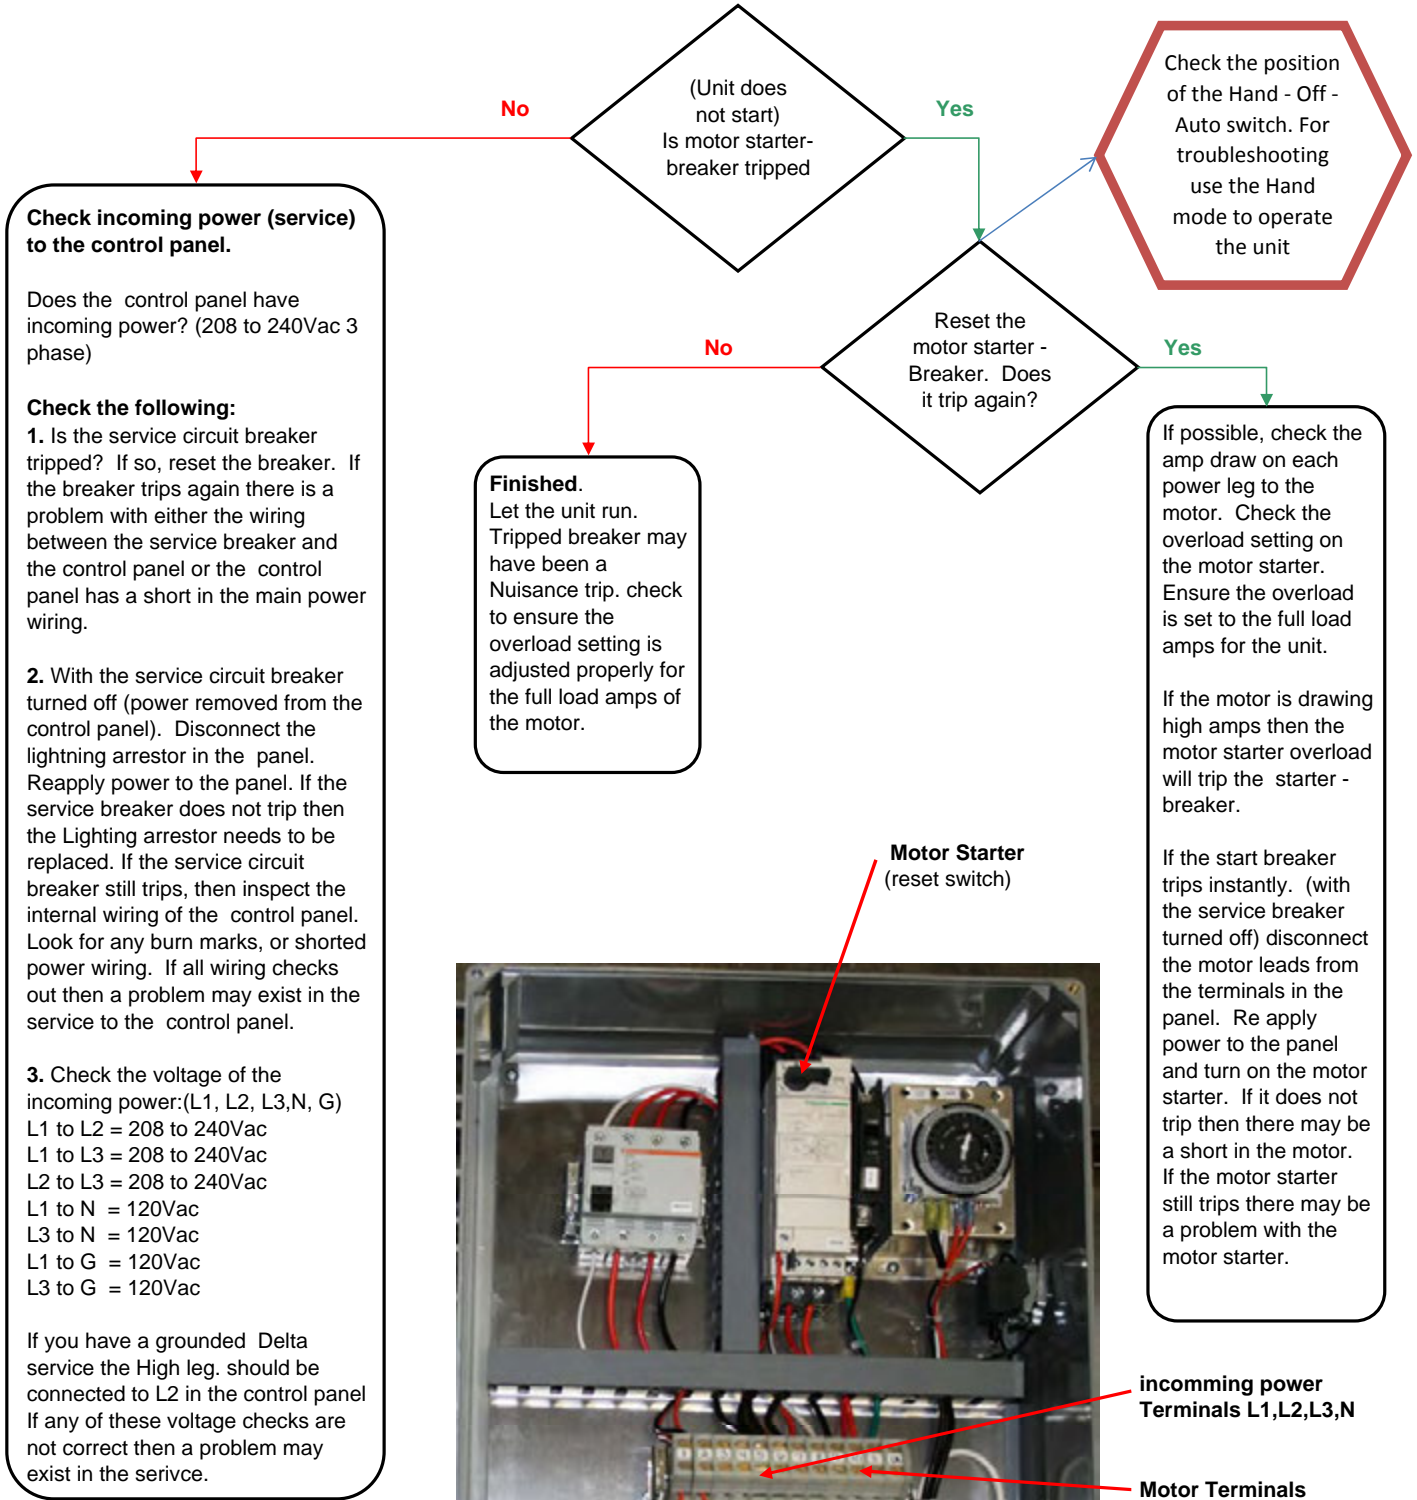 (Unit does
not start)
Is motor starter-
breaker tripped
No
Yes
Check the position
of the Hand - Off -
Auto switch. For
troubleshooting
use the Hand
mode to operate
the unit
Check incoming power (service)
to the control panel.
Does the control panel have
incoming power? (208 to 240Vac 3
phase)
Check the following:
1. Is the service circuit breaker
tripped? If so, reset the breaker. If
the breaker trips again there is a
problem with either the wiring
between the service breaker and
the control panel or the control
panel has a short in the main power
wiring.
2. With the service circuit breaker
turned off (power removed from the
control panel). Disconnect the
lightning arrestor in the panel.
Reapply power to the panel. If the
service breaker does not trip then
the Lighting arrestor needs to be
replaced. If the service circuit
breaker still trips, then inspect the
internal wiring of the control panel.
Look for any burn marks, or shorted
power wiring. If all wiring checks
out then a problem may exist in the
service to the control panel.
3. Check the voltage of the
incoming power:(L1, L2, L3,N, G)
L1 to L2 = 208 to 240Vac
L1 to L3 = 208 to 240Vac
L2 to L3 = 208 to 240Vac
L1 to N = 120Vac
L3 to N = 120Vac
L1 to G = 120Vac
L3 to G = 120Vac
If you have a grounded Delta
service the High leg. should be
connected to L2 in the control panel
If any of these voltage checks are
not correct then a problem may
exist in the serivce.
Reset the
motor starter -
Breaker. Does
it trip again?
No
Yes
Finished.
Let the unit run.
Tripped breaker may
have been a
Nuisance trip. check
to ensure the
overload setting is
adjusted properly for
the full load amps of
the motor.
If possible, check the
amp draw on each
power leg to the
motor. Check the
overload setting on
the motor starter.
Ensure the overload
is set to the full load
amps for the unit.
If the motor is drawing
high amps then the
motor starter overload
will trip the starter -
breaker.
If the start breaker
trips instantly. (with
the service breaker
turned off) disconnect
the motor leads from
the terminals in the
panel. Re apply
power to the panel
and turn on the motor
starter. If it does not
trip then there may be
a short in the motor.
If the motor starter
still trips there may be
a problem with the
motor starter.
Motor Starter
(reset switch)
incomming power
Terminals L1,L2,L3,N
Motor Terminals